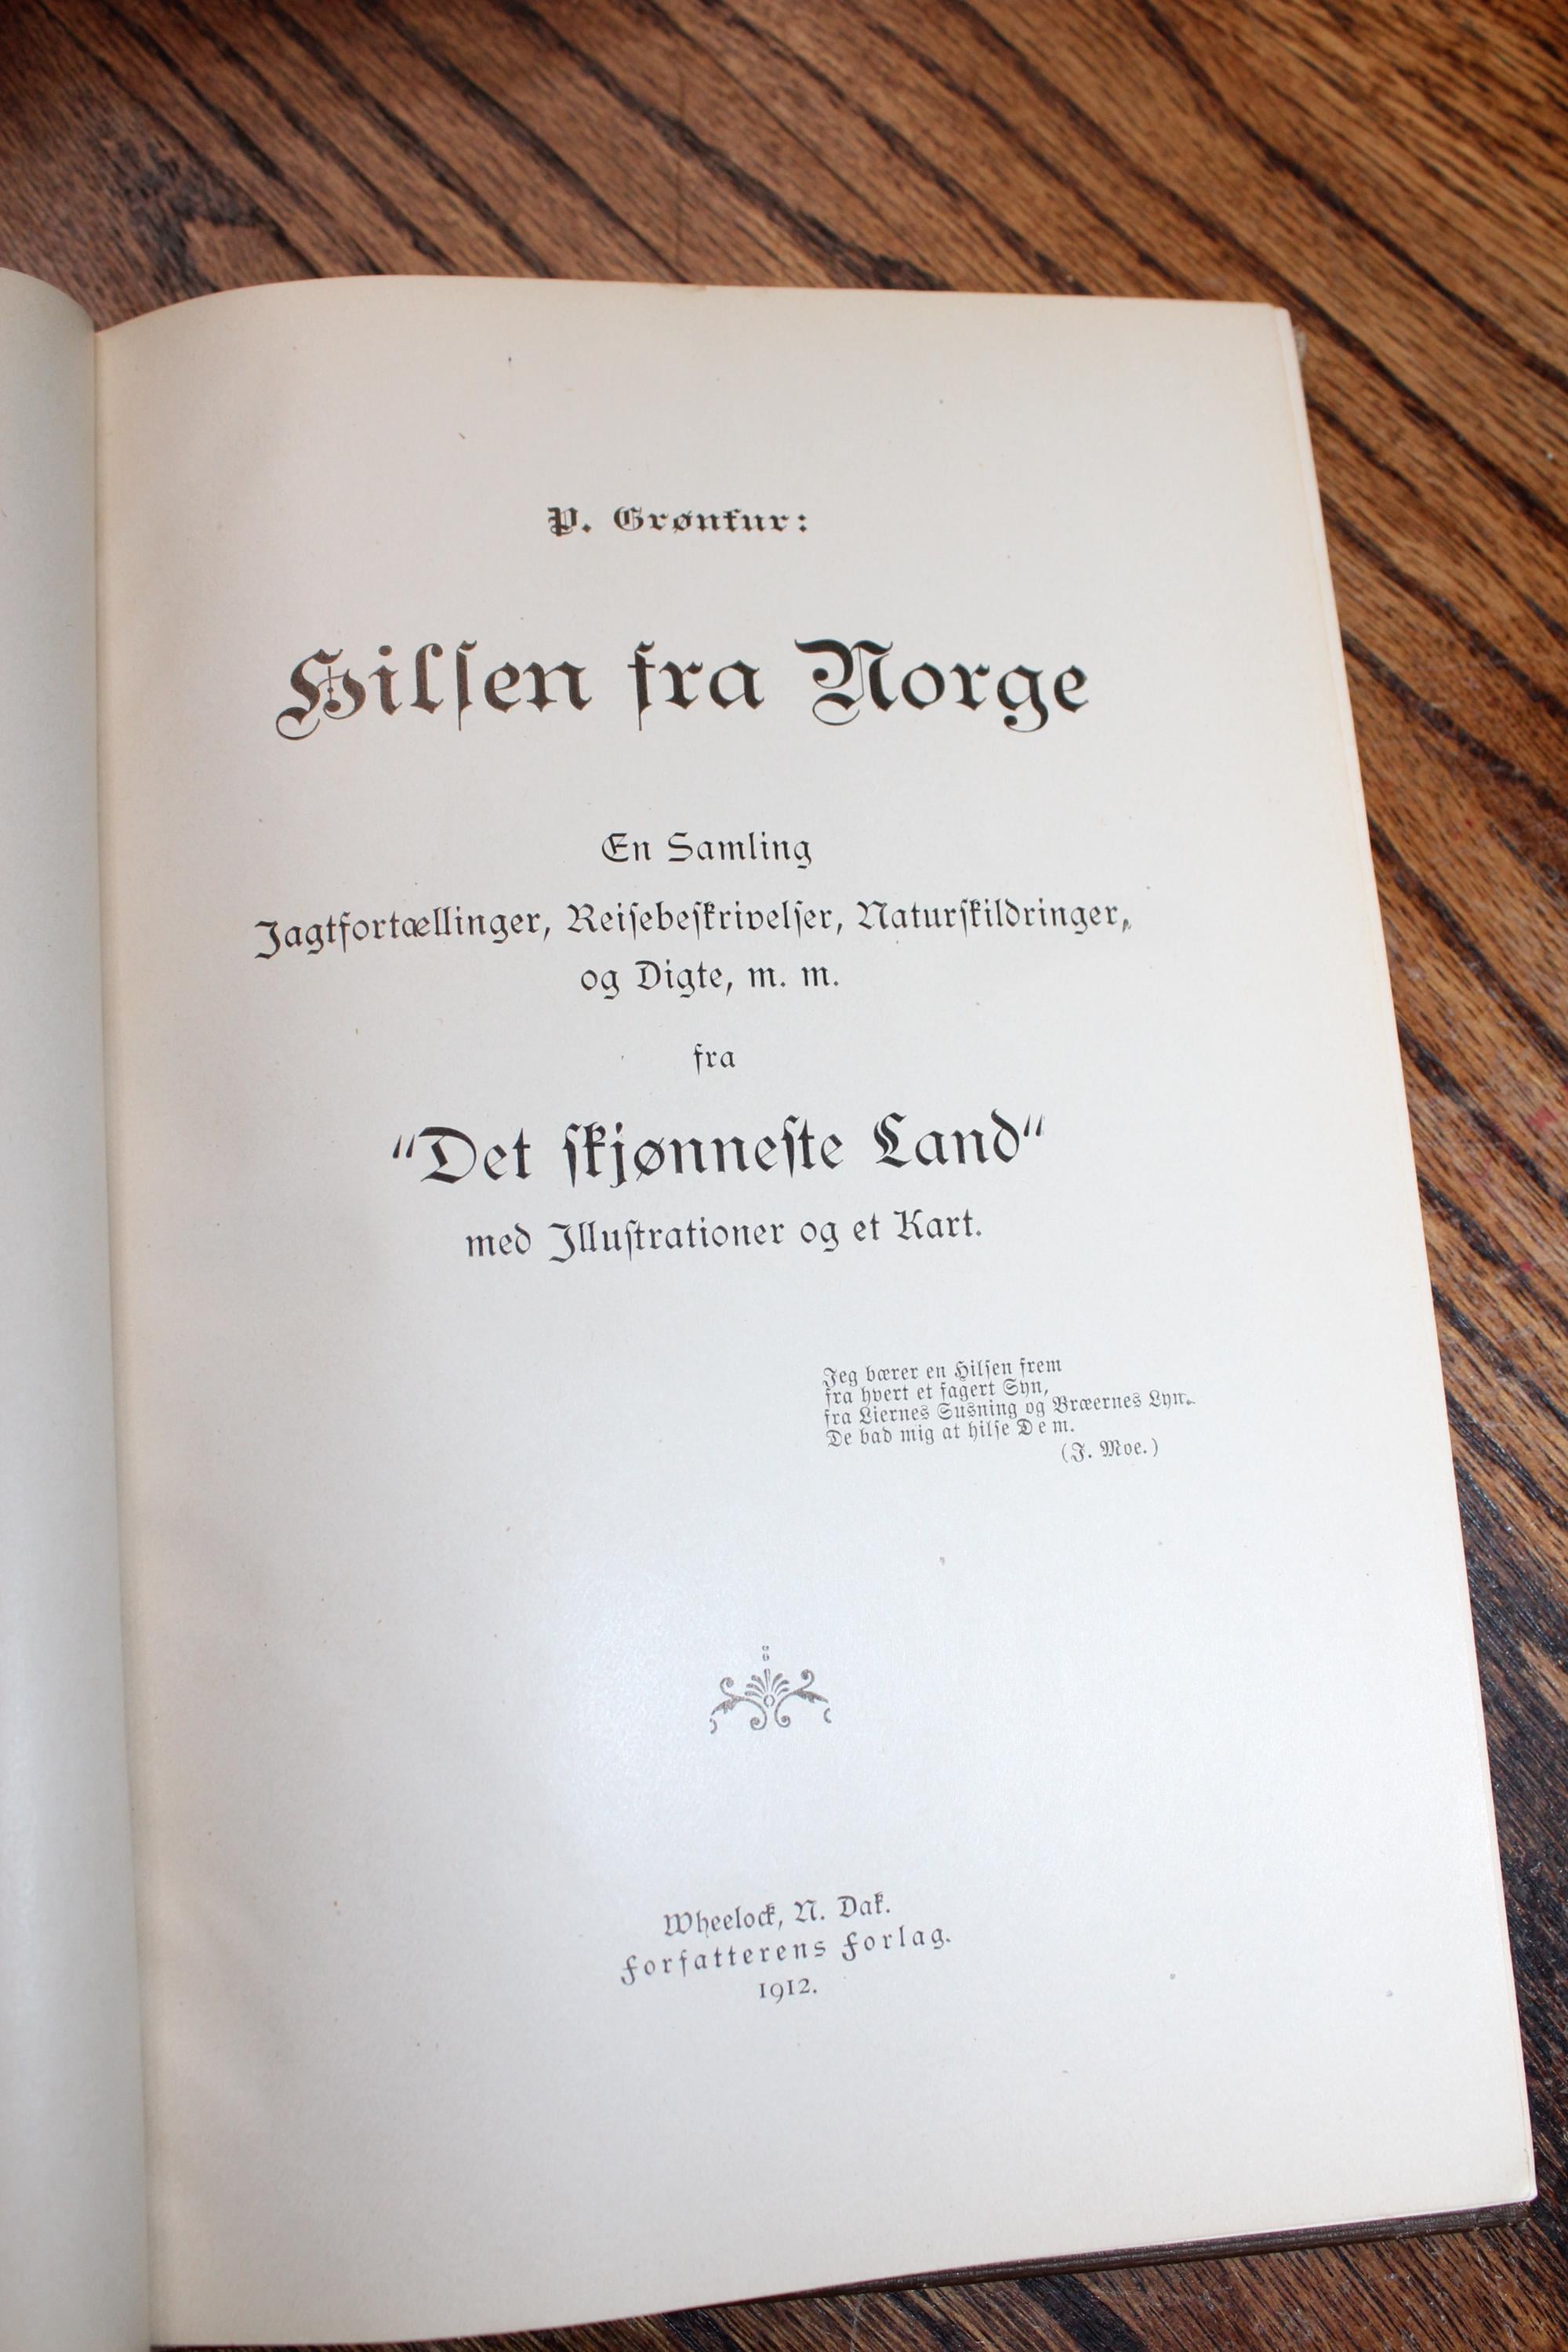 P. Grønfur:
Hilsen fra Norge
En Samling
Jagtfortællinger, Reisebeskrivelser, Naturskildringer,
og Digte, m. m.
fra
"Det skjønneste Land"
med Illustrationer og et Kart.
Jeg bærer en Hilsen frem
fra hvert et fagert Syn,
fra Liernes Susning og Bræernes Lyn.
De bad mig at hilse Dem.
(J. Moe.)
Wheelock, N. Dak.
Forfatterens Forlag.
1912.